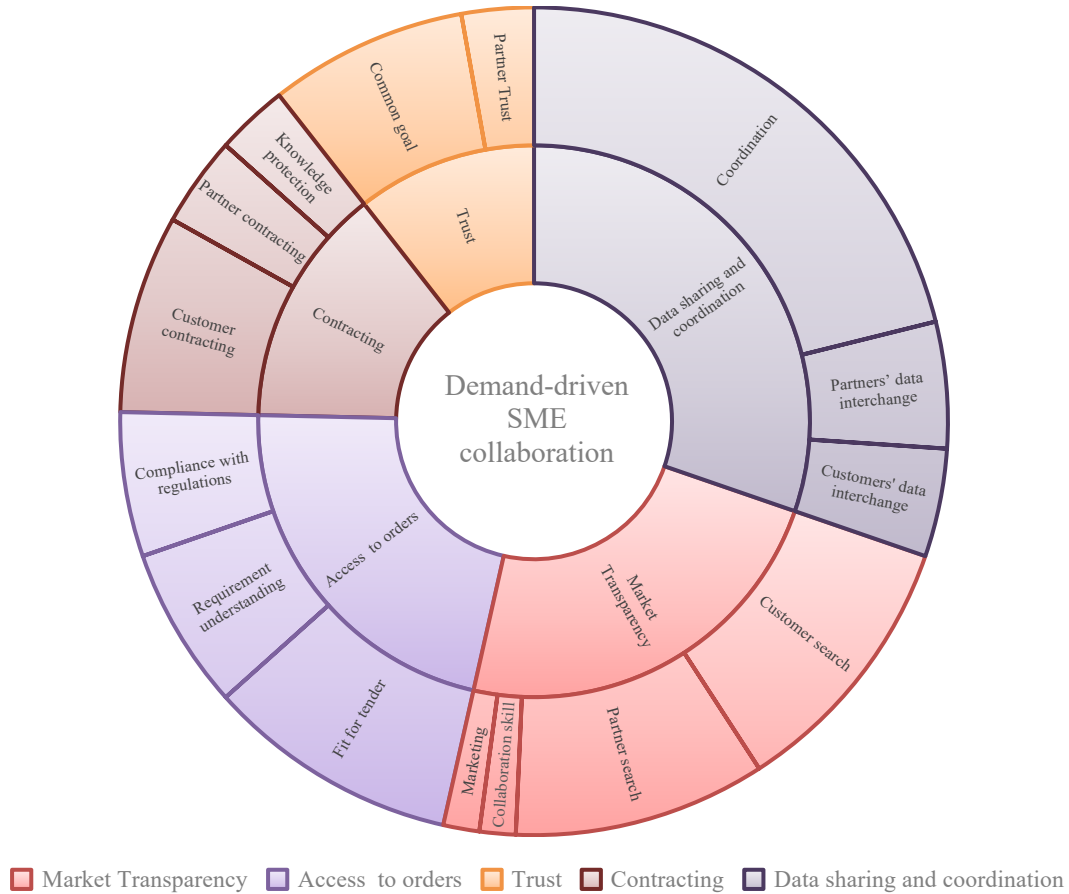 Partner Trust
Common goal
Trust
Coordination
Data sharing and
coordination
Partners’ data
interchange
Customers' data
interchange
Knowledge
protection
Partner contracting
Customer
contracting
Contracting
Demand-driven
SME
collaboration
Compliance with
regulations
Requirement
understanding
Access  to orders
Fit for tender
Market
Transparency
Customer search
Partner search
Collaboration skill
Marketing
Market Transparency
Access  to orders
Trust
Contracting
Data sharing and coordination